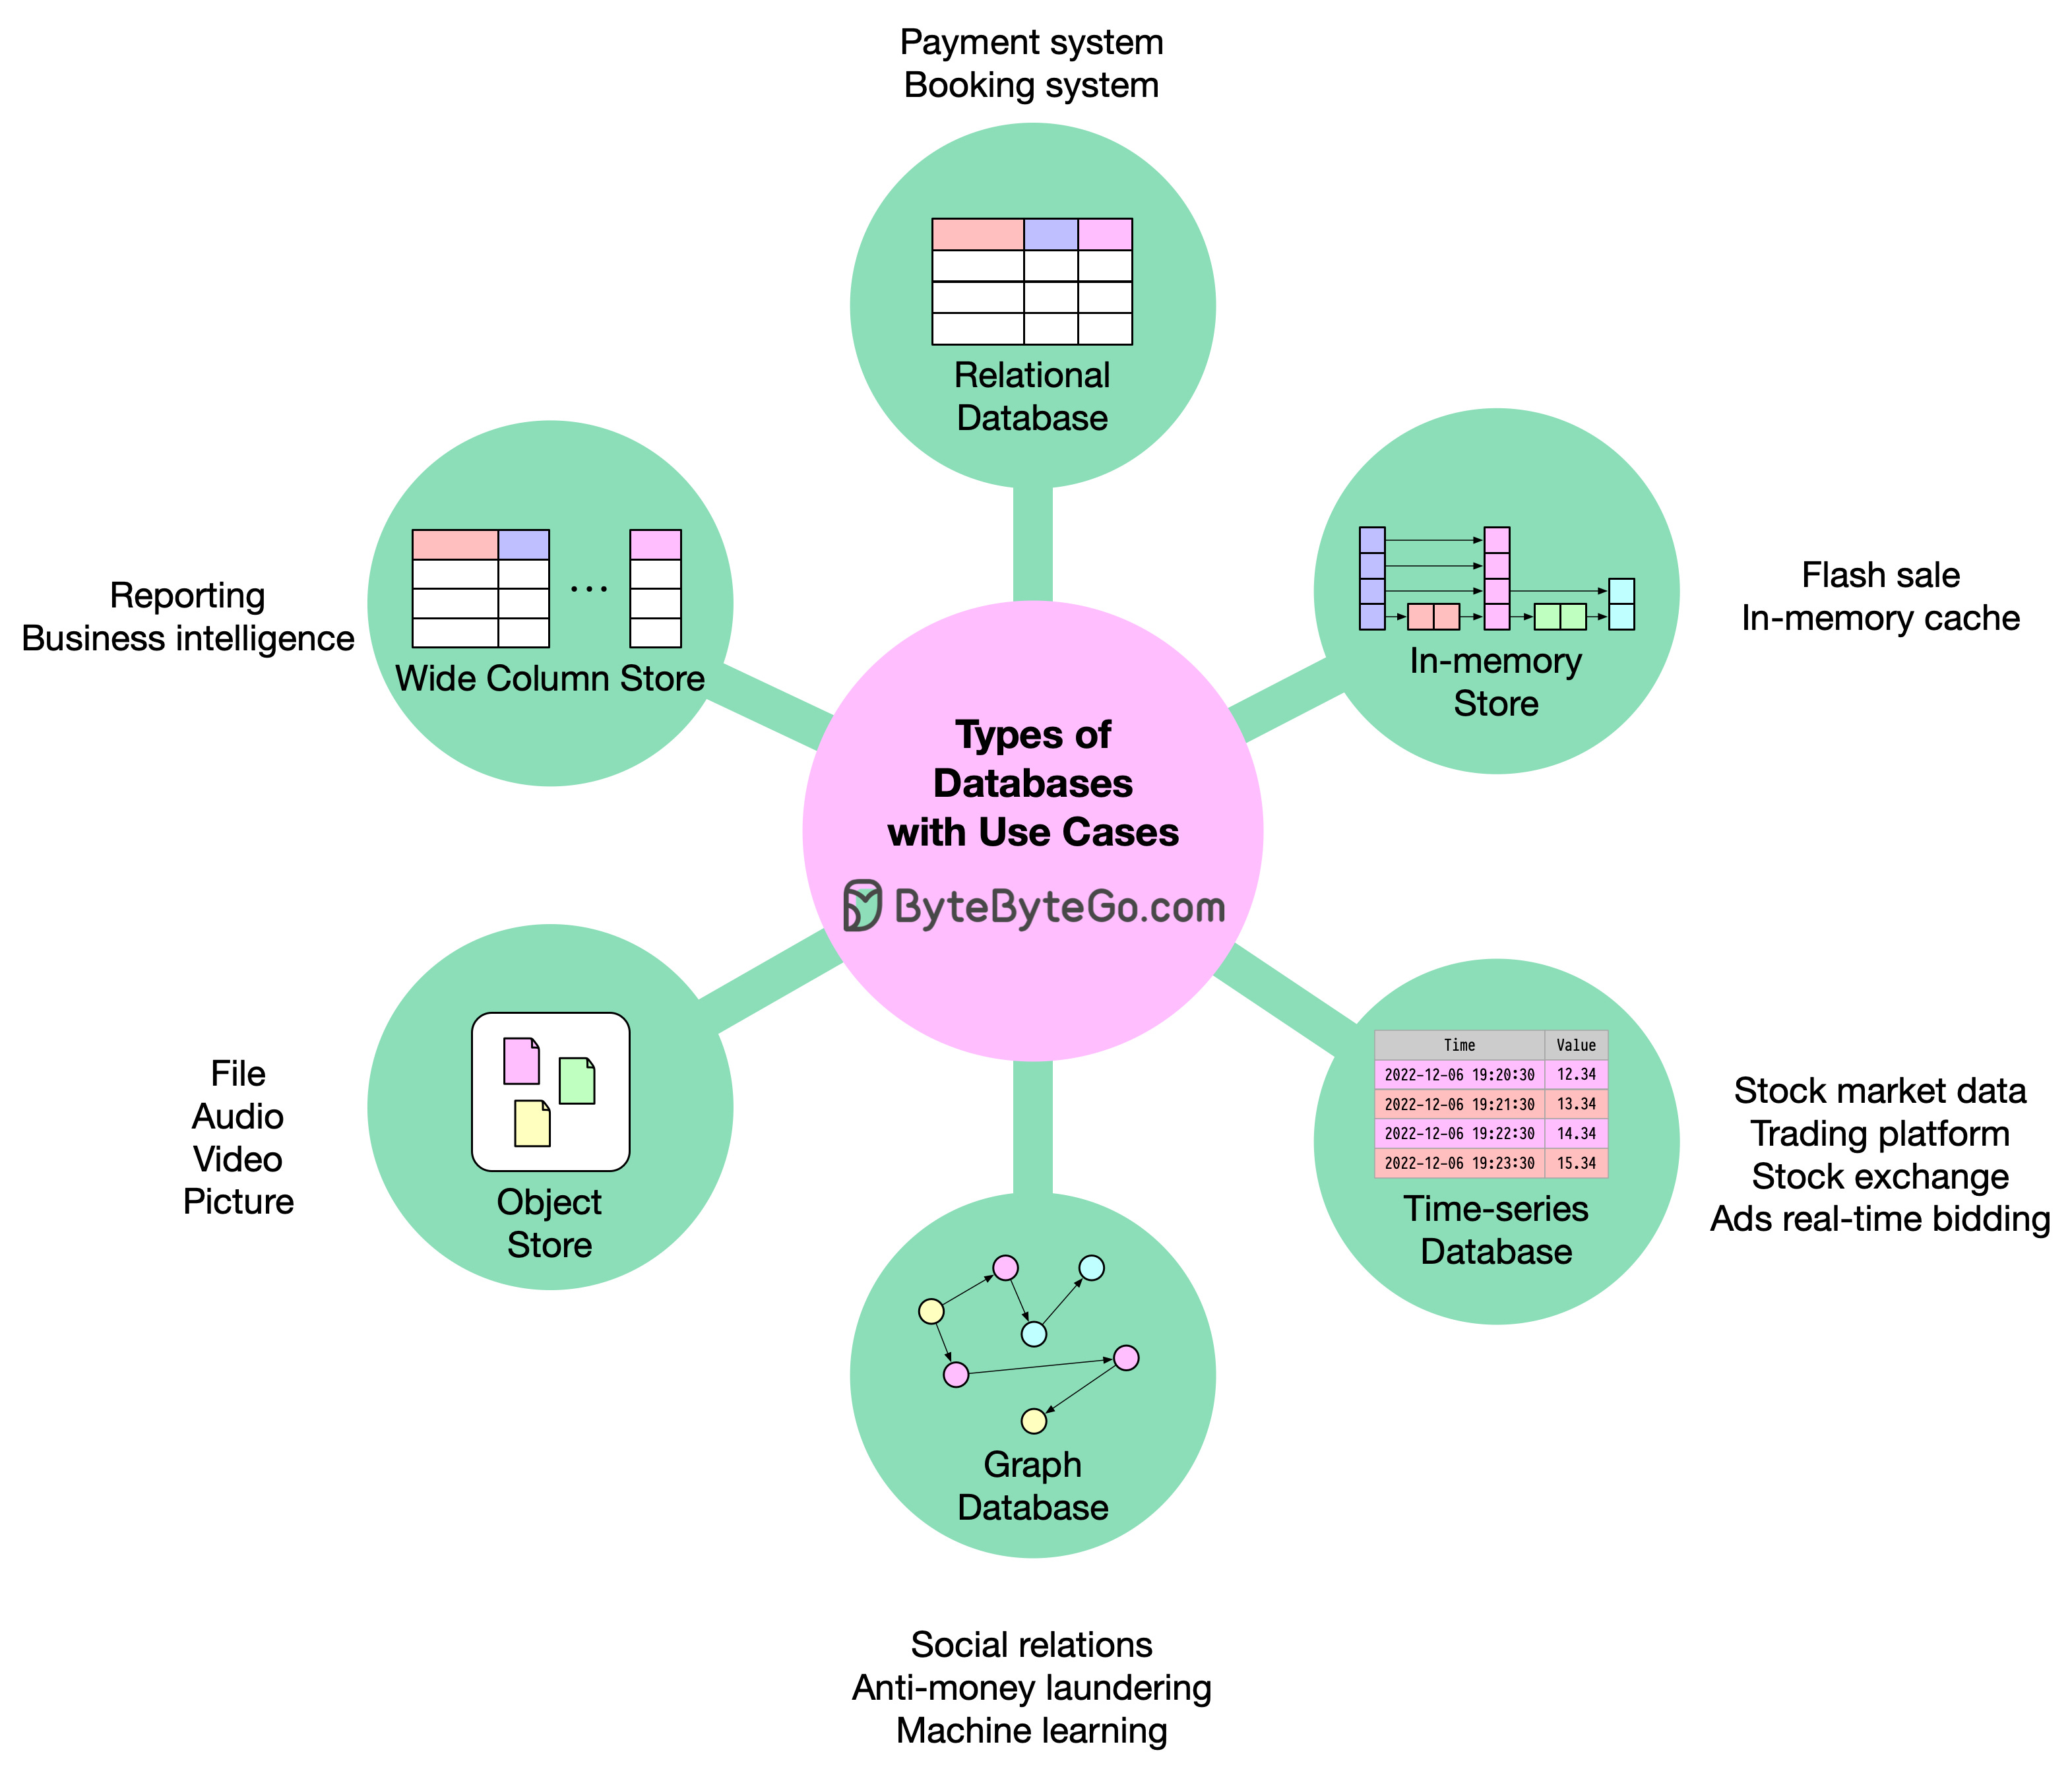 Payment system
Booking system
Relational
Database
Reporting
Business intelligence
Wide Column Store
In-memory
Store
Flash sale
In-memory cache
Types of
Databases
with Use Cases
ByteByteGo.com
File
Audio
Video
Picture
Object
Store
Time Value
2022-12-06 19:20:30 12.34
2022-12-06 19:21:30 13.34
2022-12-06 19:22:30 14.34
2022-12-06 19:23:30 15.34
Time-series
Database
Stock market data
Trading platform
Stock exchange
Ads real-time bidding
Graph
Database
Social relations
Anti-money laundering
Machine learning